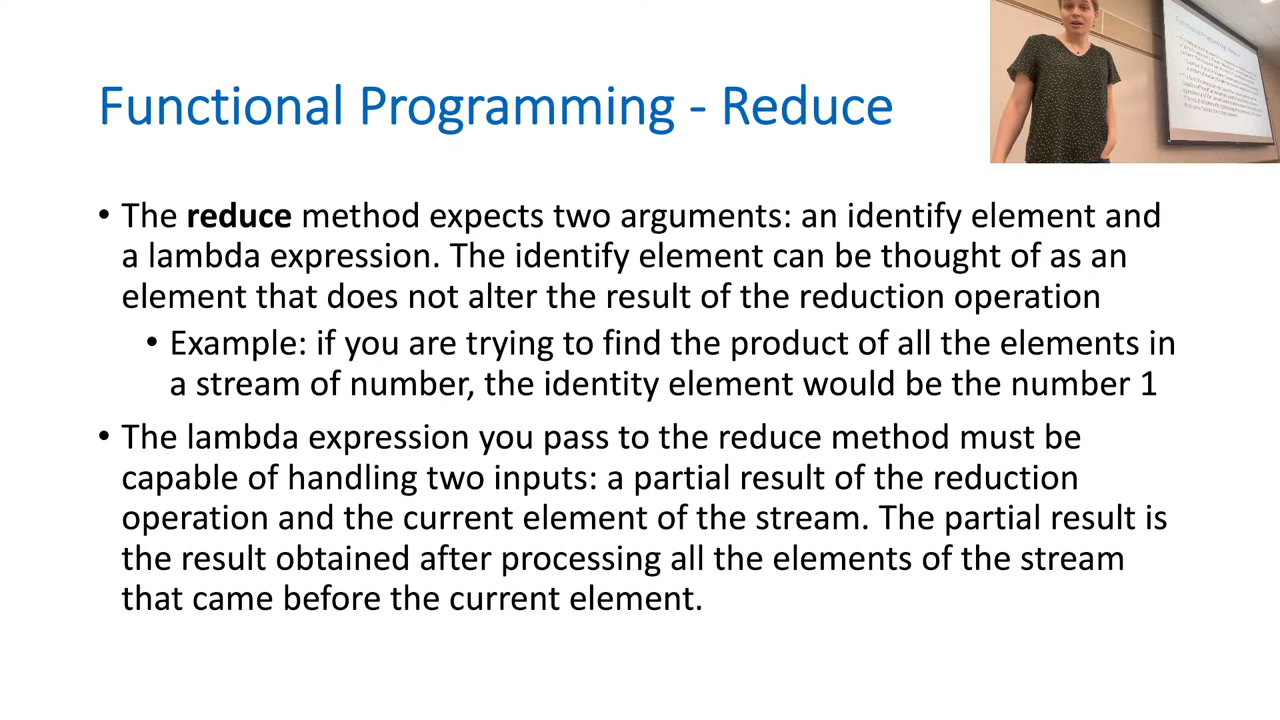 Functional Programming - Reduce
• The reduce method expects two arguments: an identify element and
a lambda expression. The identify element can be thought of as an
element that does not alter the result of the reduction operation
• Example: if you are trying to find the product of all the elements in
a stream of number, the identity element would be the number 1
• The lambda expression you pass to the reduce method must be
capable of handling two inputs: a partial result of the reduction
operation and the current element of the stream. The partial result is
the result obtained after processing all the elements of the stream
that came before the current element.
Functional Programming - Reduce